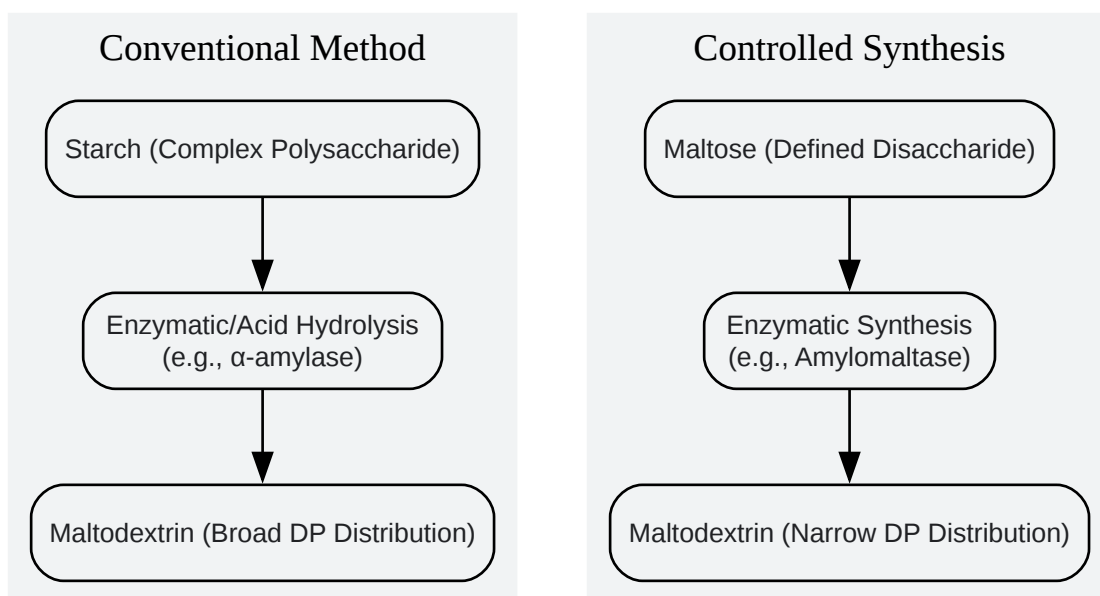 Conventional Method
Starch (Complex Polysaccharide)
Enzymatic/Acid Hydrolysis
(e.g., α-amylase)
Maltodextrin (Broad DP Distribution)
Controlled Synthesis
Maltose (Defined Disaccharide)
Enzymatic Synthesis
(e.g., Amylomaltase)
Maltodextrin (Narrow DP Distribution)